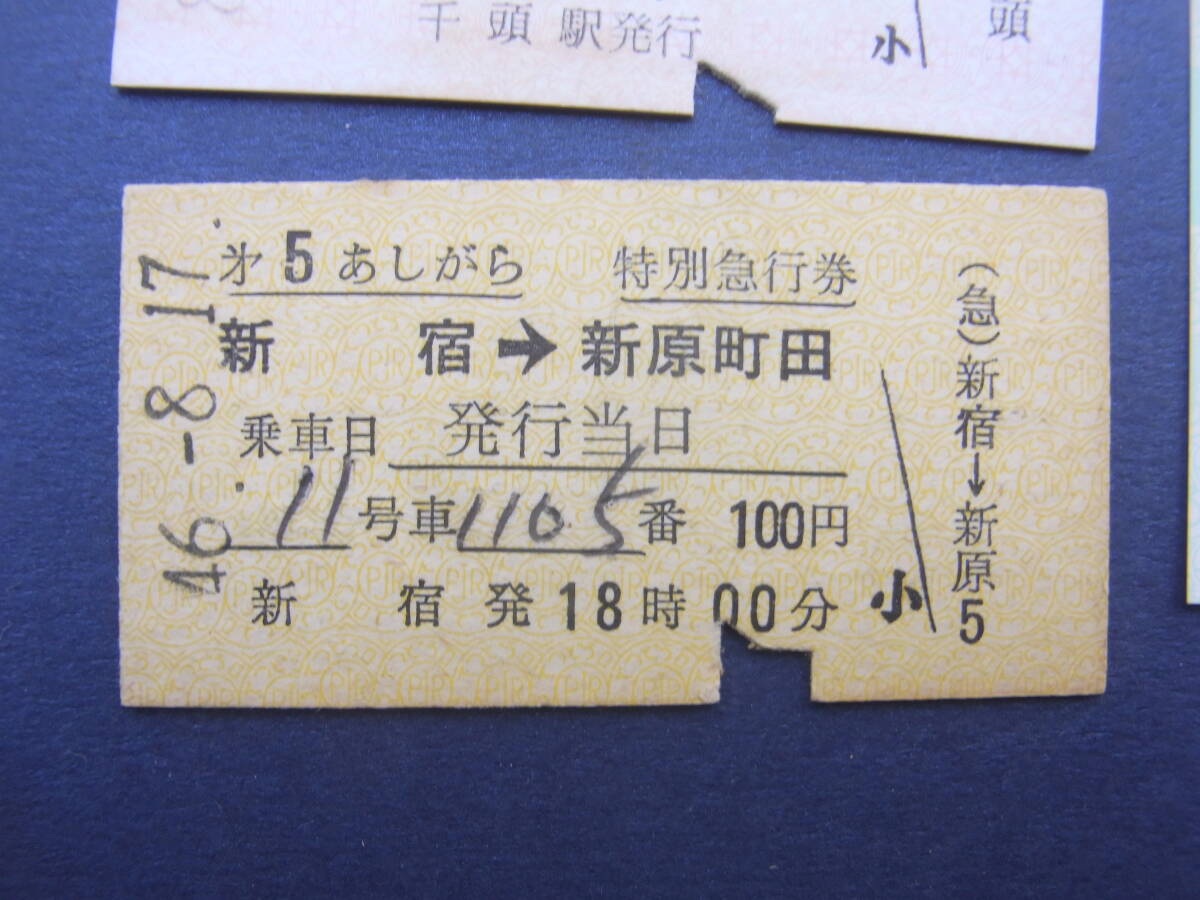 千頭駅発行
小
頭
46.-8.17.
㐧5あしがら 特別急行券
新宿→新原町田
乗車日 発行当日
11号車1105番 100円
新宿発18時00分
小
(急)新宿→新原5